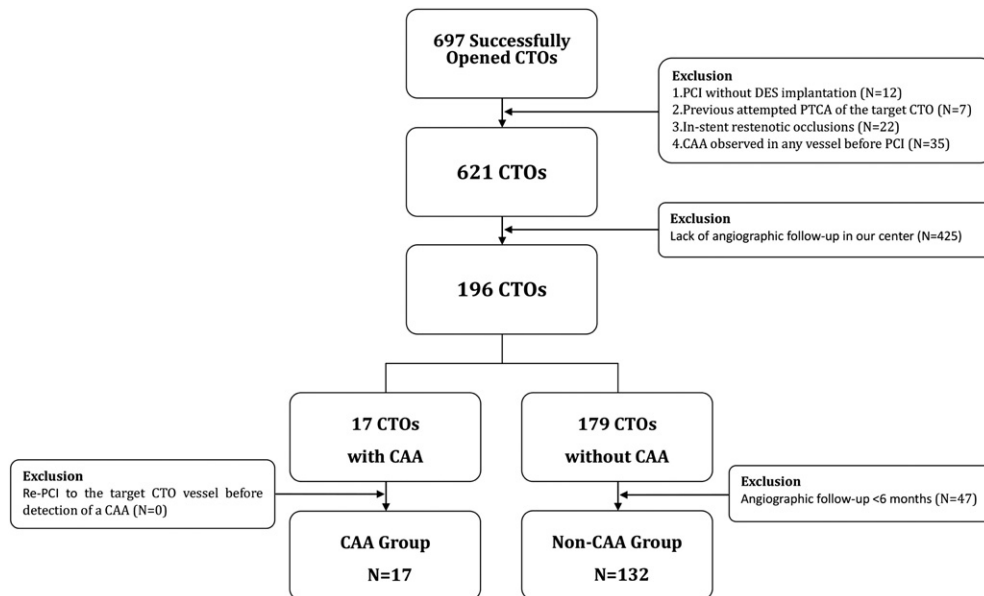 697 Successfully
Opened CTOs
Exclusion
1.PCI without DES implantation (N=12)
2.Previous attempted PTCA of the target CTO (N=7)
3.In-stent restenotic occlusions (N=22)
4.CAA observed in any vessel before PCI (N=35)
621 CTOs
Exclusion
Lack of angiographic follow-up in our center (N=425)
196 CTOs
17 CTOs
with CAA
179 CTOs
without CAA
Exclusion
Re-PCI to the target CTO vessel before
detection of a CAA (N=0)
Exclusion
Angiographic follow-up <6 months (N=47)
CAA Group
N=17
Non-CAA Group
N=132